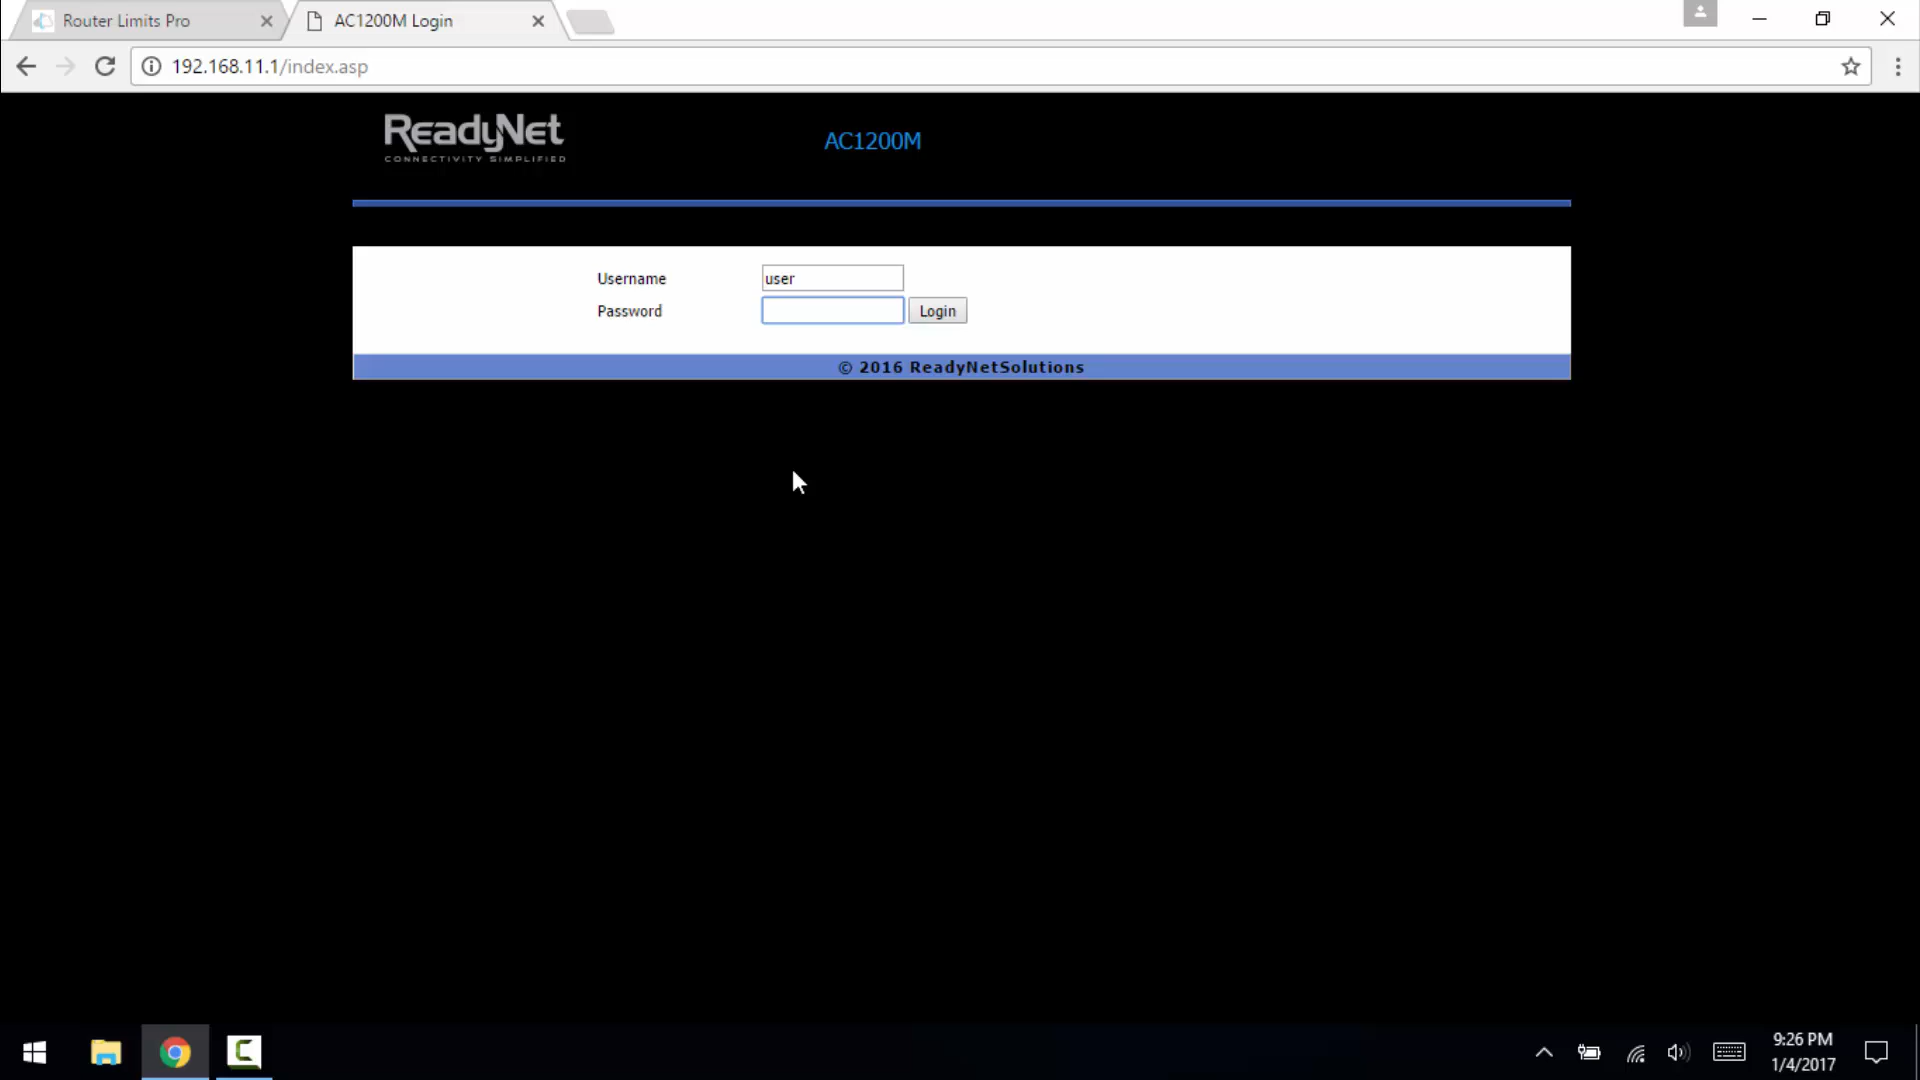 Router Limits Pro
AC1200M Login
192.168.11.1/index.asp
ReadyNet
CONNECTIVITY SIMPLIFIED
AC1200M
Username
user
Password
Login
© 2016 ReadyNetSolutions
9:26 PM
1/4/2017